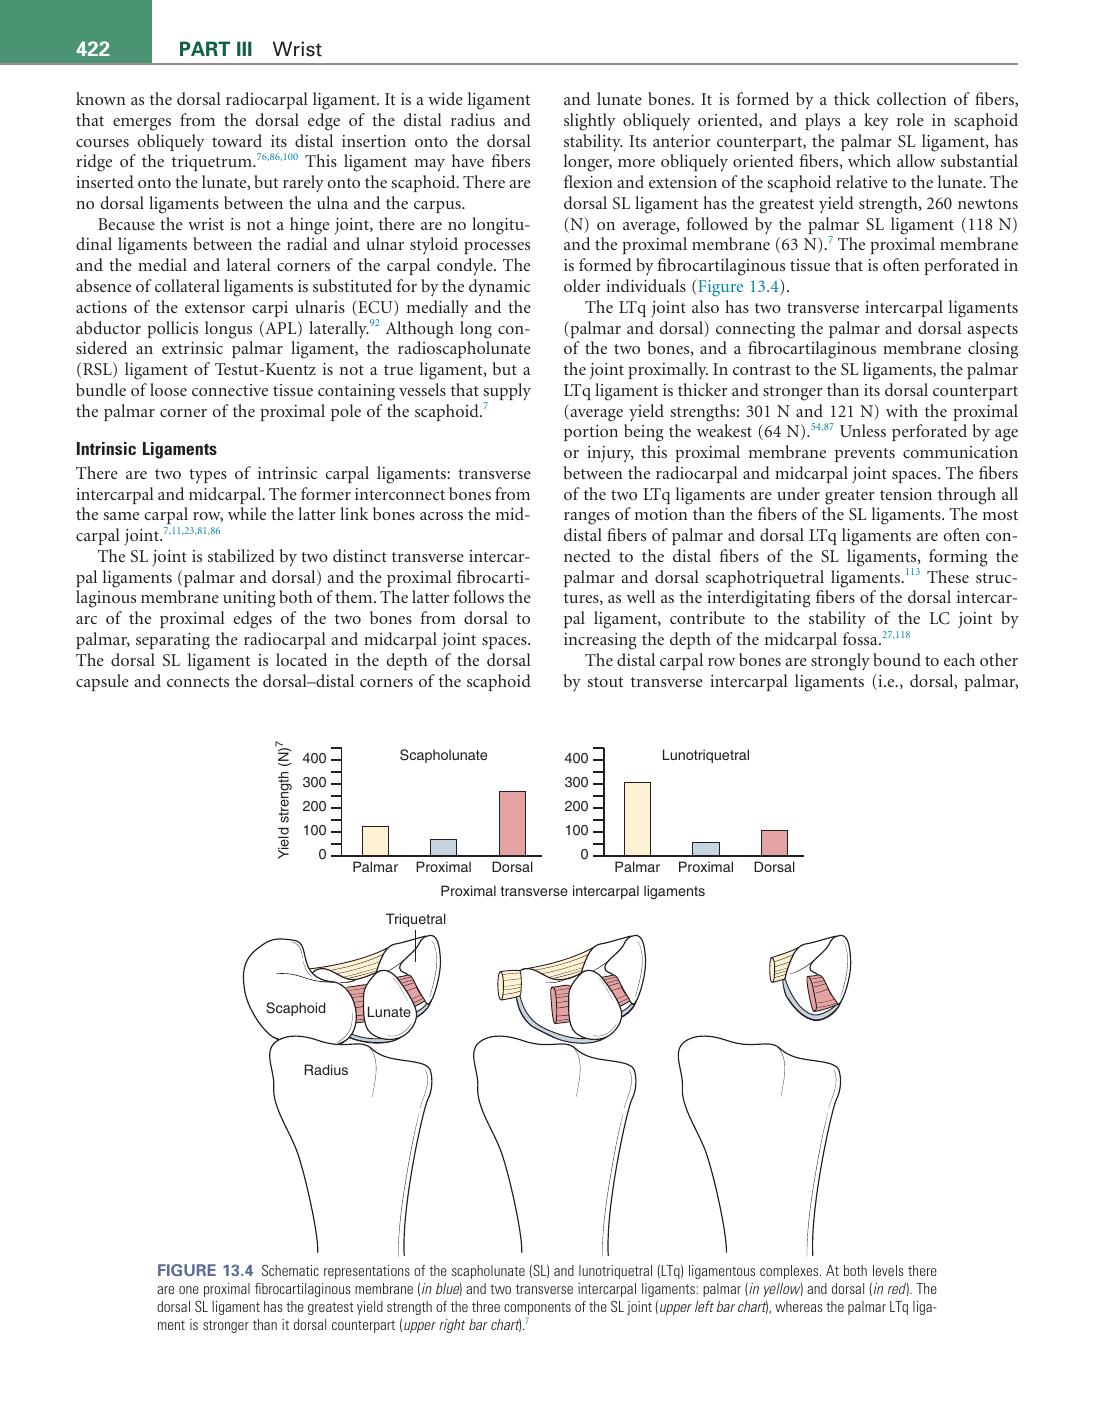 422 PART III Wrist
known as the dorsal radiocarpal ligament. It is a wide ligament
that emerges from the dorsal edge of the distal radius and
courses obliquely toward its distal insertion onto the dorsal
ridge of the triquetrum.76,86,100 This ligament may have fibers
inserted onto the lunate, but rarely onto the scaphoid. There are
no dorsal ligaments between the ulna and the carpus.
Because the wrist is not a hinge joint, there are no longitu-
dinal ligaments between the radial and ulnar styloid processes
and the medial and lateral corners of the carpal condyle. The
absence of collateral ligaments is substituted for by the dynamic
actions of the extensor carpi ulnaris (ECU) medially and the
abductor pollicis longus (APL) laterally.92 Although long con-
sidered an extrinsic palmar ligament, the radioscapholunate
(RSL) ligament of Testut-Kuentz is not a true ligament, but a
bundle of loose connective tissue containing vessels that supply
the palmar corner of the proximal pole of the scaphoid.7
Intrinsic Ligaments
There are two types of intrinsic carpal ligaments: transverse
intercarpal and midcarpal. The former interconnect bones from
the same carpal row, while the latter link bones across the mid-
carpal joint.7,11,23,81,86
The SL joint is stabilized by two distinct transverse intercar-
pal ligaments (palmar and dorsal) and the proximal fibrocarti-
laginous membrane uniting both of them. The latter follows the
arc of the proximal edges of the two bones from dorsal to
palmar, separating the radiocarpal and midcarpal joint spaces.
The dorsal SL ligament is located in the depth of the dorsal
capsule and connects the dorsal–distal corners of the scaphoid
and lunate bones. It is formed by a thick collection of fibers,
slightly obliquely oriented, and plays a key role in scaphoid
stability. Its anterior counterpart, the palmar SL ligament, has
longer, more obliquely oriented fibers, which allow substantial
flexion and extension of the scaphoid relative to the lunate. The
dorsal SL ligament has the greatest yield strength, 260 newtons
(N) on average, followed by the palmar SL ligament (118 N)
and the proximal membrane (63 N).7 The proximal membrane
is formed by fibrocartilaginous tissue that is often perforated in
older individuals (Figure 13.4).
The LTq joint also has two transverse intercarpal ligaments
(palmar and dorsal) connecting the palmar and dorsal aspects
of the two bones, and a fibrocartilaginous membrane closing
the joint proximally. In contrast to the SL ligaments, the palmar
LTq ligament is thicker and stronger than its dorsal counterpart
(average yield strengths: 301 N and 121 N) with the proximal
portion being the weakest (64 N).54,87 Unless perforated by age
or injury, this proximal membrane prevents communication
between the radiocarpal and midcarpal joint spaces. The fibers
of the two LTq ligaments are under greater tension through all
ranges of motion than the fibers of the SL ligaments. The most
distal fibers of palmar and dorsal LTq ligaments are often con-
nected to the distal fibers of the SL ligaments, forming the
palmar and dorsal scaphotriquetral ligaments.113 These struc-
tures, as well as the interdigitating fibers of the dorsal intercar-
pal ligament, contribute to the stability of the LC joint by
increasing the depth of the midcarpal fossa.27,118
The distal carpal row bones are strongly bound to each other
by stout transverse intercarpal ligaments (i.e., dorsal, palmar,
Yield strength (N)7
Scapholunate
400
300
200
100
0
Palmar Proximal Dorsal
Lunotriquetral
400
300
200
100
0
Palmar Proximal Dorsal
Proximal transverse intercarpal ligaments
Triquetral
Scaphoid
Lunate
Radius
FIGURE 13.4 Schematic representations of the scapholunate (SL) and lunotriquetral (LTq) ligamentous complexes. At both levels there
are one proximal fibrocartilaginous membrane (in blue) and two transverse intercarpal ligaments: palmar (in yellow) and dorsal (in red). The
dorsal SL ligament has the greatest yield strength of the three components of the SL joint (upper left bar chart), whereas the palmar LTq liga-
ment is stronger than it dorsal counterpart (upper right bar chart).7